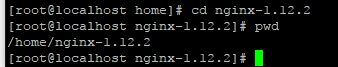 [root@localhost home]# cd nginx-1.12.2
[root@localhost nginx-1.12.2]# pwd
/home/nginx-1.12.2
[root@localhost nginx-1.12.2]#